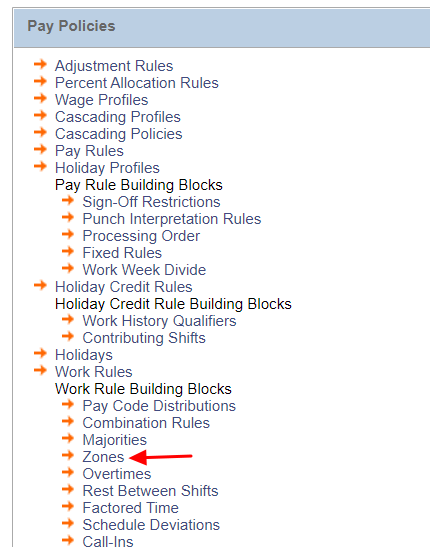 Pay Policies
Adjustment Rules
Percent Allocation Rules
Wage Profiles
Cascading Profiles
Cascading Policies
Pay Rules
Holiday Profiles
Pay Rule Building Blocks
Sign-Off Restrictions
Punch Interpretation Rules
Processing Order
Fixed Rules
Work Week Divide
Holiday Credit Rules
Holiday Credit Rule Building Blocks
Work History Qualifiers
Contributing Shifts
Holidays
Work Rules
Work Rule Building Blocks
Pay Code Distributions
Combination Rules
Majorities
Zones
Overtimes
Rest Between Shifts
Factored Time
Schedule Deviations
Call-Ins